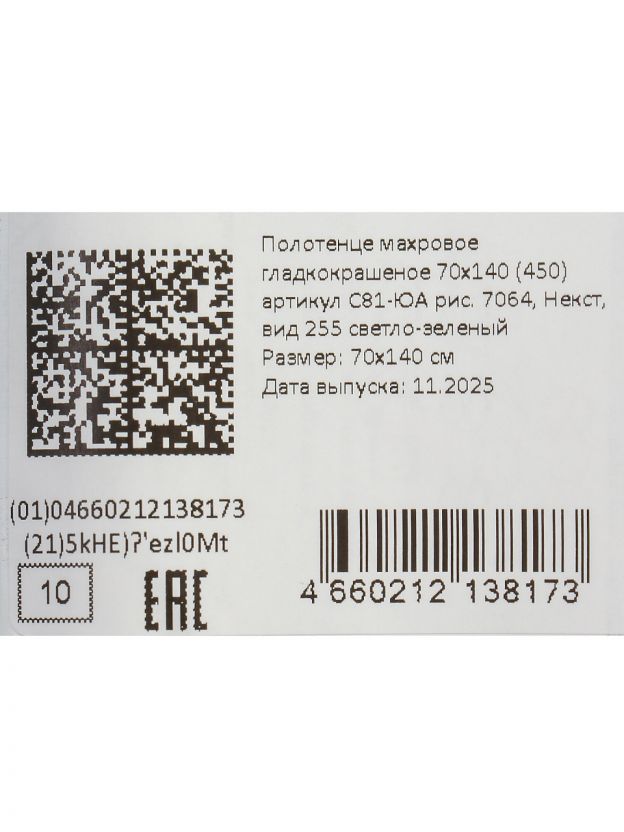 Полотенце махровое
гладкокрашеное 70х140 (450)
артикул С81-ЮА рис. 7064, Некст,
вид 255 светло-зеленый
Размер: 70х140 см
Дата выпуска: 11.2025
(01)04660212138173
(21)5kHE)?'ezl0Mt
10
EAC
4 660212 138173